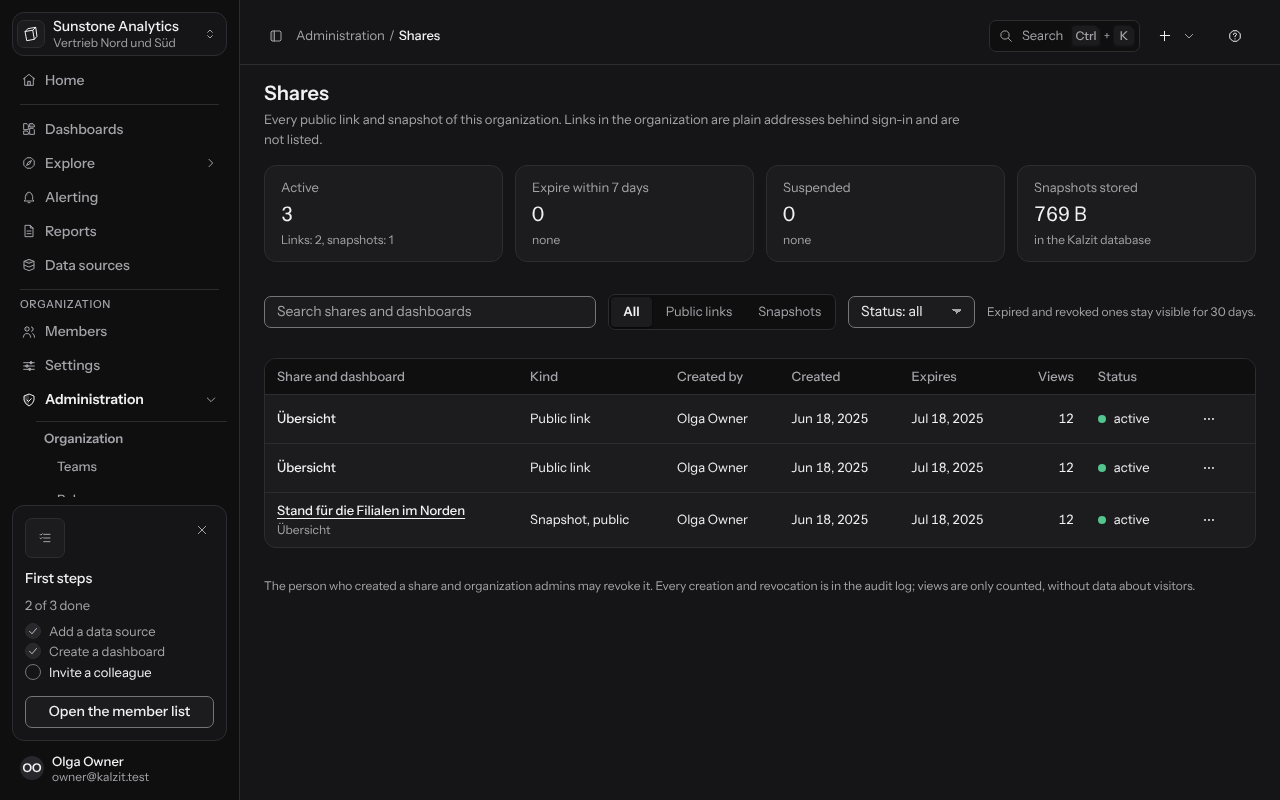 Sunstone Analytics
Vertrieb Nord und Süd
Home
Dashboards
Explore
Alerting
Reports
Data sources
ORGANIZATION
Members
Settings
Administration
Organization
Teams
First steps
2 of 3 done
Add a data source
Create a dashboard
Invite a colleague
Open the member list
OO
Olga Owner
owner@kalzit.test
Administration / Shares
Search Ctrl + K
Shares
Every public link and snapshot of this organization. Links in the organization are plain addresses behind sign-in and are
not listed.
Active
3
Links: 2, snapshots: 1
Expire within 7 days
0
none
Suspended
0
none
Snapshots stored
769 B
in the Kalzit database
Search shares and dashboards
All Public links Snapshots
Status: all
Expired and revoked ones stay visible for 30 days.
Share and dashboard Kind Created by Created Expires Views Status
Übersicht Public link Olga Owner Jun 18, 2025 Jul 18, 2025 12 active
Übersicht Public link Olga Owner Jun 18, 2025 Jul 18, 2025 12 active
Stand für die Filialen im Norden Snapshot, public Olga Owner Jun 18, 2025 Jul 18, 2025 12 active
Übersicht
The person who created a share and organization admins may revoke it. Every creation and revocation is in the audit log; views are only counted, without data about visitors.